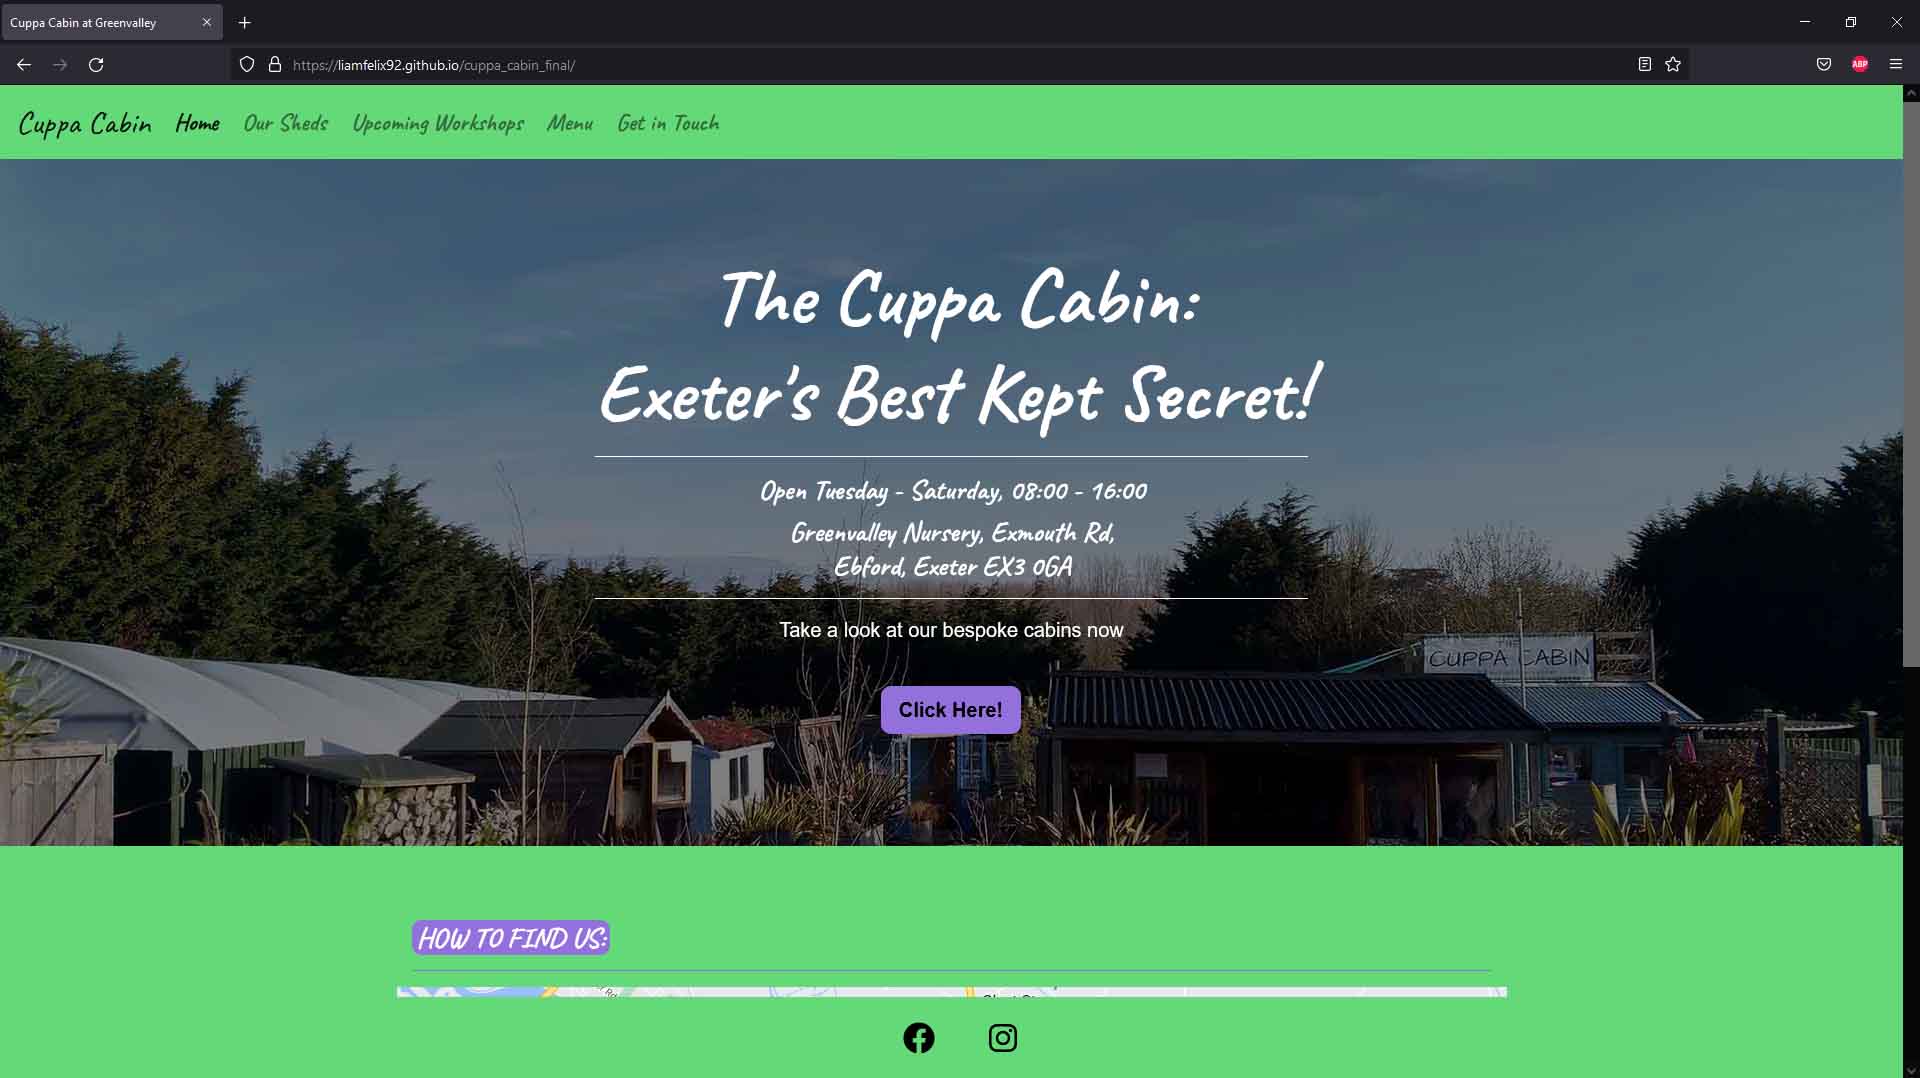 Cuppa Cabin at Greenvalley
https://liamfelix92.github.io/cuppa_cabin_final/
ABP
Cuppa Cabin Home Our Sheds Upcoming Workshops Menu Get in Touch
The Cuppa Cabin:
Exeter's Best Kept Secret!
Open Tuesday - Saturday, 08:00 - 16:00
Greenvalley Nursery, Exmouth Rd,
Ebford, Exeter EX3 0GA
Take a look at our bespoke cabins now
CUPPA CABIN
Click Here!
HOW TO FIND US: